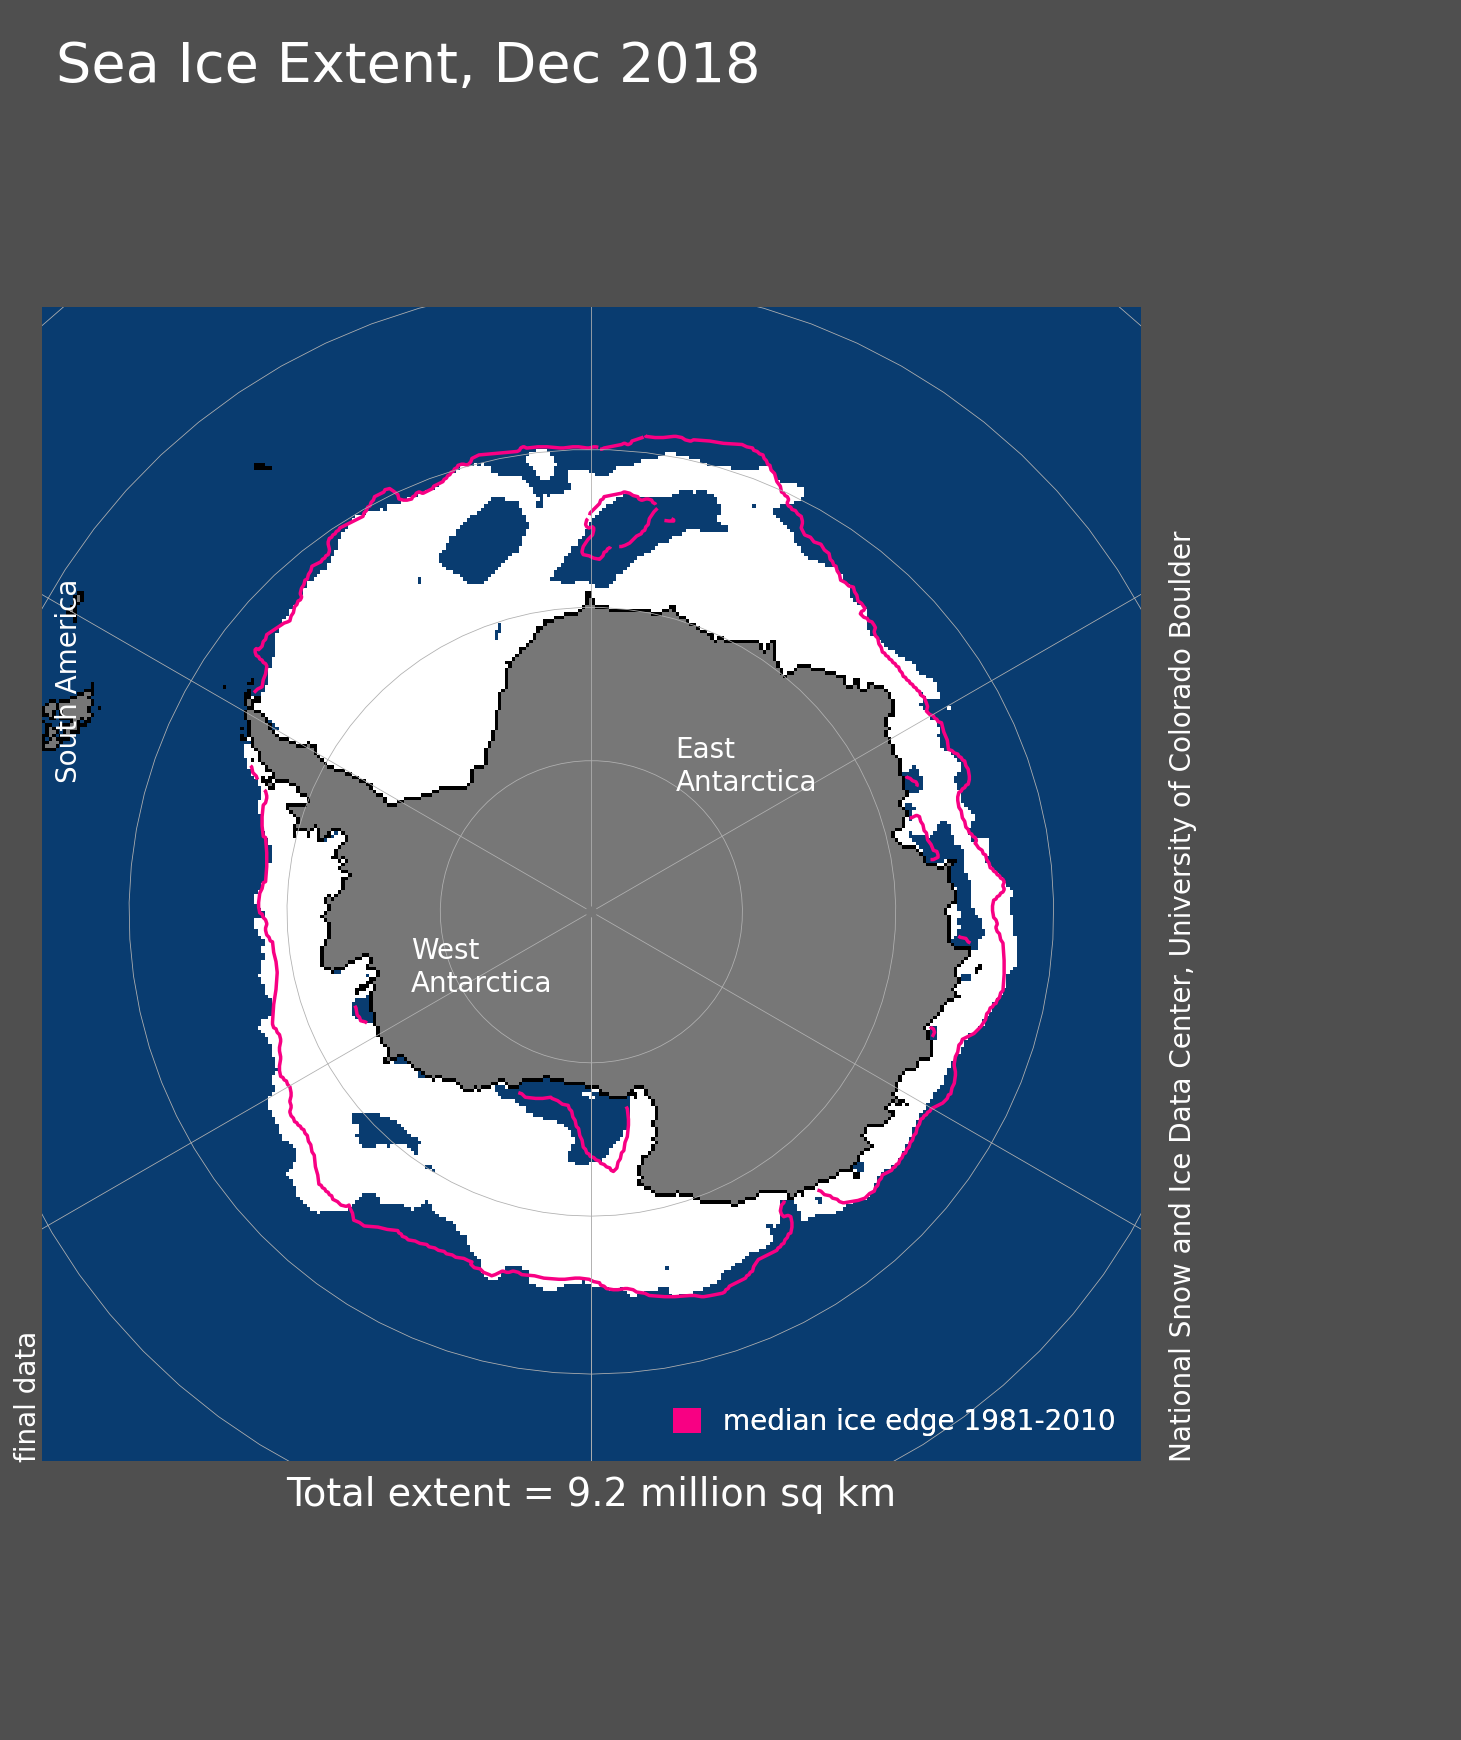 Sea Ice Extent, Dec 2018
South America
East
Antarctica
West
Antarctica
median ice edge 1981-2010
Total extent = 9.2 million sq km
final data
National Snow and Ice Data Center, University of Colorado Boulder